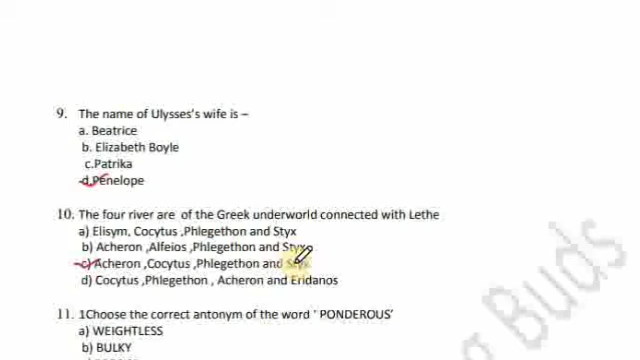 9. The name of Ulysses's wife is –
a. Beatrice
b. Elizabeth Boyle
c.Patrika
d.Penelope
10. The four river are of the Greek underworld connected with Lethe
a) Elisym, Cocytus ,Phlegethon and Styx
b) Acheron ,Alfeios ,Phlegethon and Styx
c) Acheron ,Cocytus ,Phlegethon and Styx
d) Cocytus ,Phlegethon , Acheron and Eridanos
11. 1Choose the correct antonym of the word ' PONDEROUS'
a) WEIGHTLESS
b) BULKY
Buds